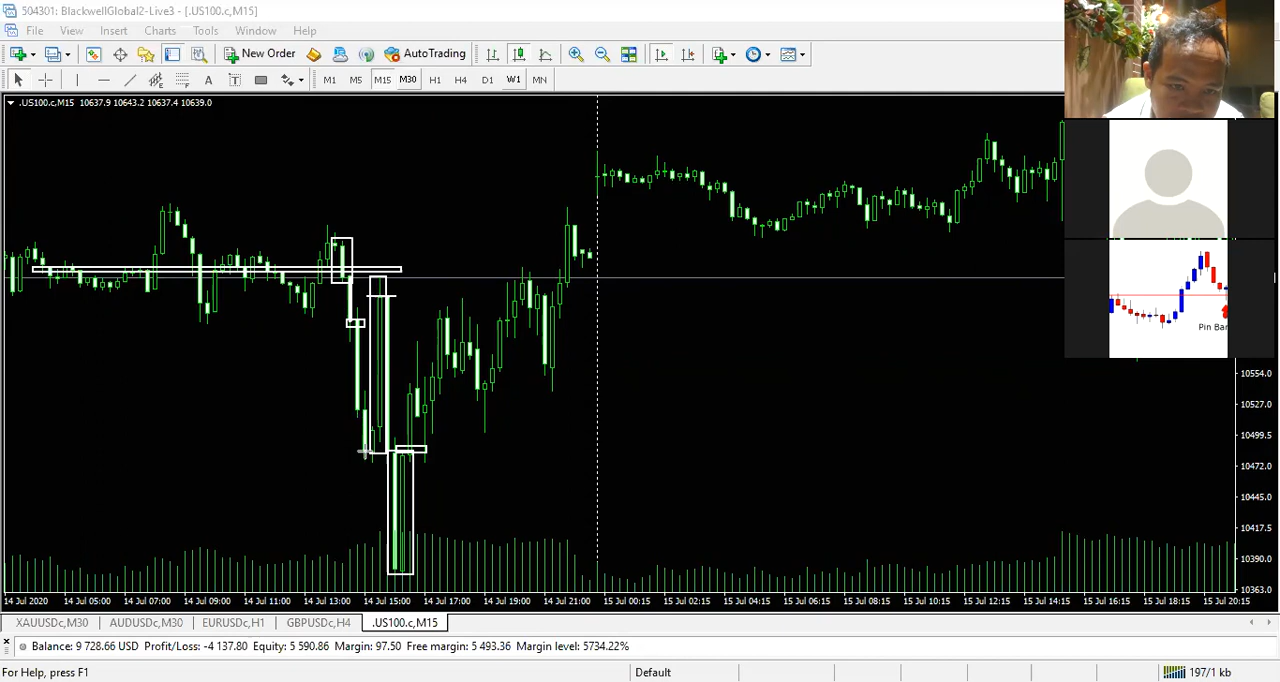 504301: BlackwellGlobal2-Live3 - [.US100.c,M15]
File View Insert Charts Tools Window Help
New Order AutoTrading
A T M1 M5 M15 M30 H1 H4 D1 W1 MN
.US100.c,M15 10637.9 10643.2 10637.4 10639.0
Pin Bar
10554.0
10527.0
10499.5
10472.0
10445.0
10417.5
10390.0
10363.0
14 Jul 2020 14 Jul 05:00 14 Jul 07:00 14 Jul 09:00 14 Jul 11:00 14 Jul 13:00 14 Jul 15:00 14 Jul 17:00 14 Jul 19:00 14 Jul 21:00 15 Jul 00:15 15 Jul 02:15 15 Jul 04:15 15 Jul 06:15 15 Jul 08:15 15 Jul 10:15 15 Jul 12:15 15 Jul 14:15 15 Jul 16:15 15 Jul 18:15 15 Jul 20:15
XAUUSDc,M30 AUDUSDc,M30 EURUSDc,H1 GBPUSDc,H4 .US100.c,M15
Balance: 9 728.66 USD Profit/Loss: -4 137.80 Equity: 5 590.86 Margin: 97.50 Free margin: 5 493.36 Margin level: 5734.22%
For Help, press F1 Default 197/1 kb